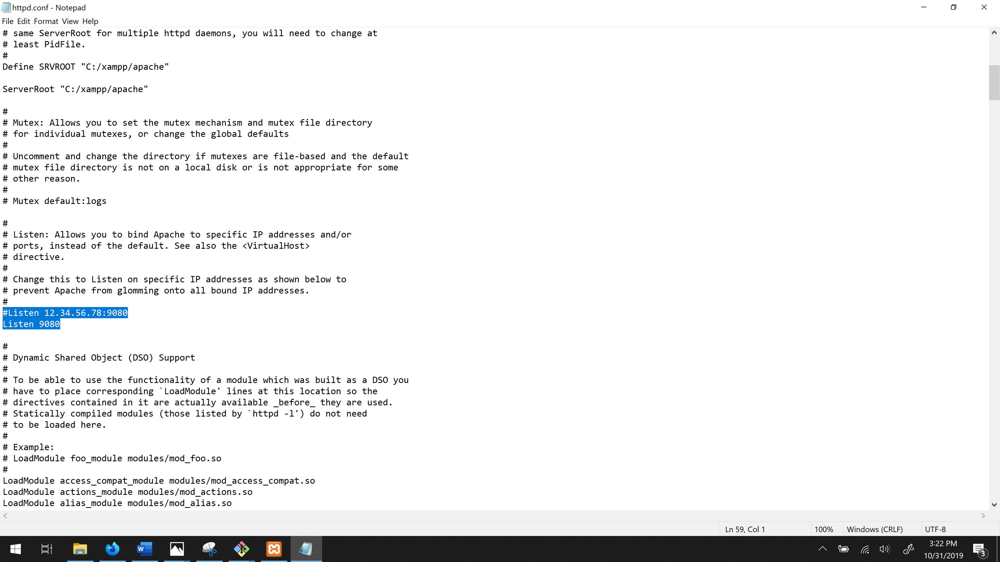 httpd.conf - Notepad
File Edit Format View Help
# same ServerRoot for multiple httpd daemons, you will need to change at
# least PidFile.
#
Define SRVROOT "C:/xampp/apache"
ServerRoot "C:/xampp/apache"
#
# Mutex: Allows you to set the mutex mechanism and mutex file directory
# for individual mutexes, or change the global defaults
#
# Uncomment and change the directory if mutexes are file-based and the default
# mutex file directory is not on a local disk or is not appropriate for some
# other reason.
#
# Mutex default:logs
#
# Listen: Allows you to bind Apache to specific IP addresses and/or
# ports, instead of the default. See also the <VirtualHost>
# directive.
#
# Change this to Listen on specific IP addresses as shown below to
# prevent Apache from glomming onto all bound IP addresses.
#
#Listen 12.34.56.78:9080
Listen 9080
#
# Dynamic Shared Object (DSO) Support
#
# To be able to use the functionality of a module which was built as a DSO you
# have to place corresponding `LoadModule' lines at this location so the
# directives contained in it are actually available _before_ they are used.
# Statically compiled modules (those listed by `httpd -l') do not need
# to be loaded here.
#
# Example:
# LoadModule foo_module modules/mod_foo.so
#
LoadModule access_compat_module modules/mod_access_compat.so
LoadModule actions_module modules/mod_actions.so
LoadModule alias_module modules/mod_alias.so
Ln 59, Col 1 100% Windows (CRLF) UTF-8
W
3:22 PM
10/31/2019
3